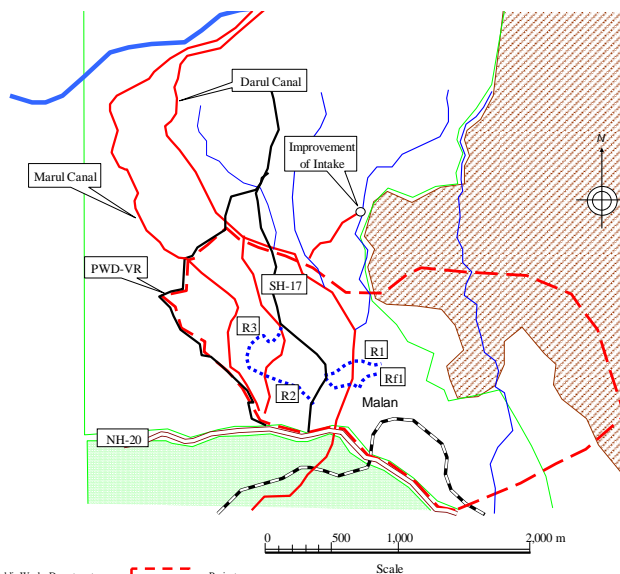 Darul Canal
Improvement
of Intake
N
Marul Canal
PWD-VR
SH-17
R3
R1
Rf1
R2
Malan
NH-20
0
500
1,000
2,000 m
Scale